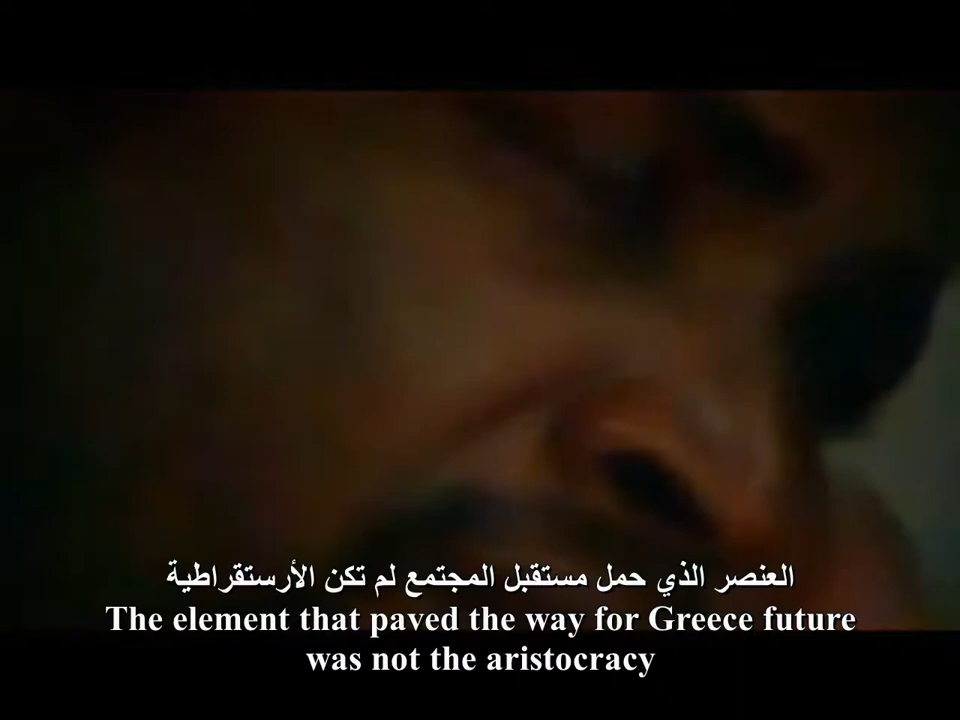 العنصر الذي حمل مستقبل المجتمع لم تكن الأرستقراطية
The element that paved the way for Greece future
was not the aristocracy